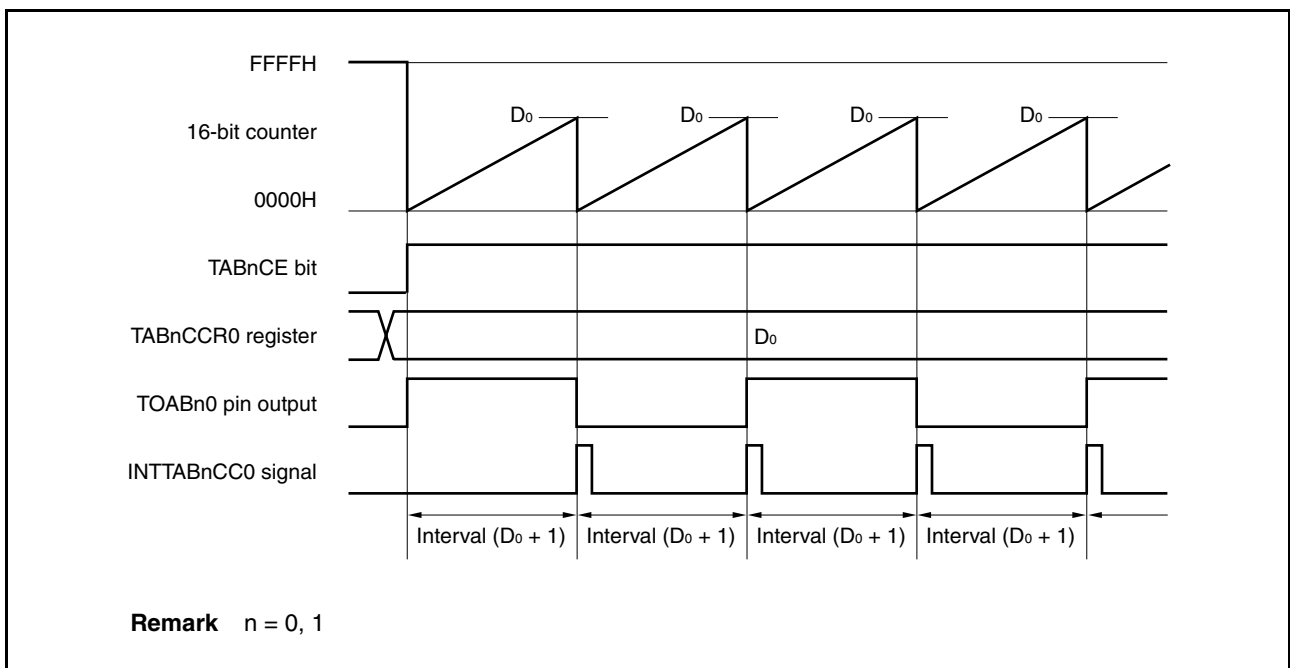 FFFFH
D0 D0 D0 D0
16-bit counter
0000H
TABnCE bit
TABnCCR0 register
D0
TOABn0 pin output
INTTABnCC0 signal
Interval (D0 + 1) Interval (D0 + 1) Interval (D0 + 1) Interval (D0 + 1)
Remark n = 0, 1